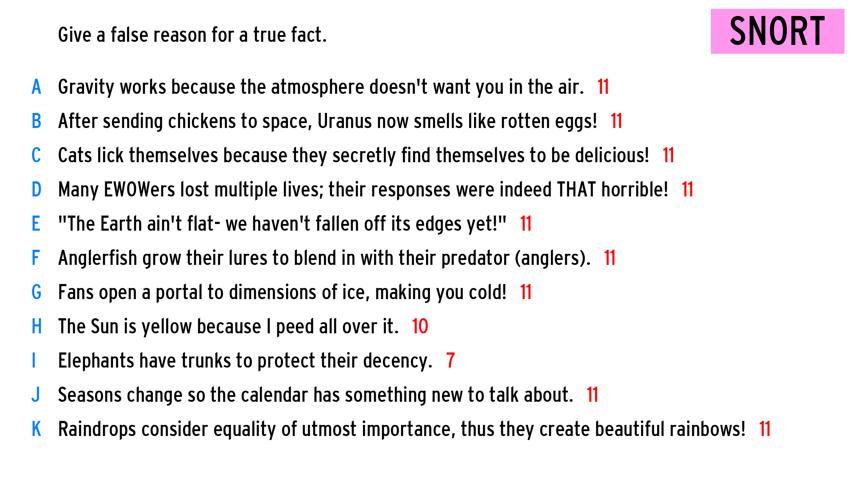 Give a false reason for a true fact.
SNORT
A Gravity works because the atmosphere doesn't want you in the air. 11
B After sending chickens to space, Uranus now smells like rotten eggs! 11
C Cats lick themselves because they secretly find themselves to be delicious! 11
D Many EWOWers lost multiple lives; their responses were indeed THAT horrible! 11
E "The Earth ain't flat- we haven't fallen off its edges yet!" 11
F Anglerfish grow their lures to blend in with their predator (anglers). 11
G Fans open a portal to dimensions of ice, making you cold! 11
H The Sun is yellow because I peed all over it. 10
I Elephants have trunks to protect their decency. 7
J Seasons change so the calendar has something new to talk about. 11
K Raindrops consider equality of utmost importance, thus they create beautiful rainbows! 11